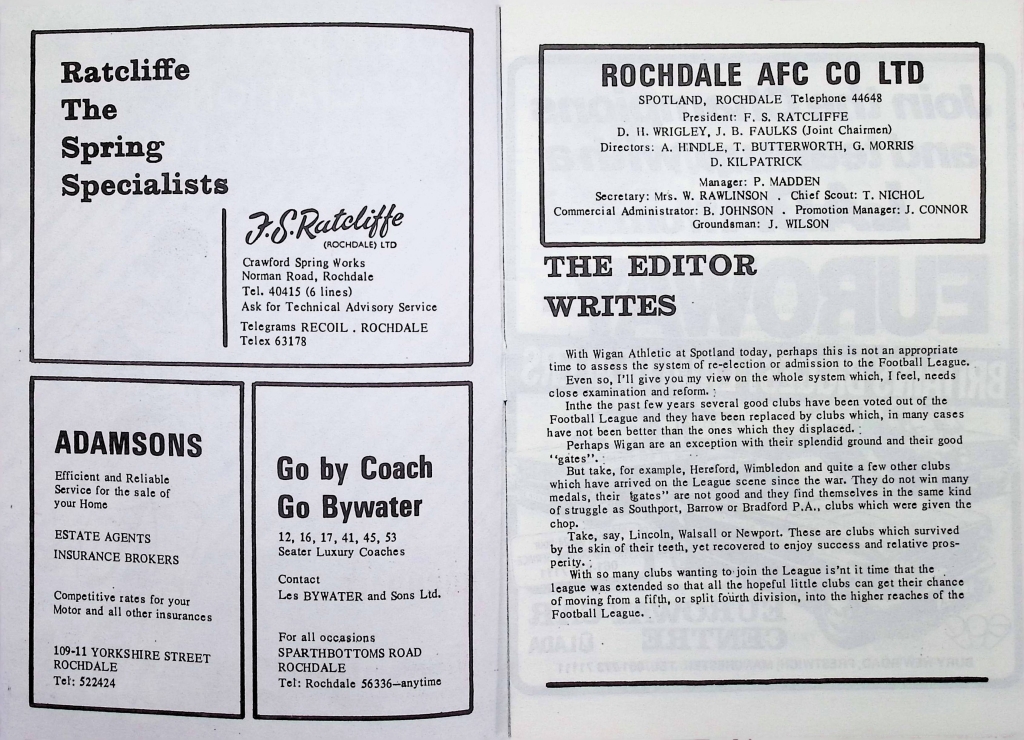 Ratcliffe
The
Spring
Specialists
F.S.Ratcliffe
(ROCHDALE) LTD
Crawford Spring Works
Norman Road, Rochdale
Tel. 40415 (6 lines)
Ask for Technical Advisory Service
Telegrams RECOIL . ROCHDALE
Telex 63178
ADAMSONS
Efficient and Reliable
Service for the sale of
your Home
ESTATE AGENTS
INSURANCE BROKERS
Competitive rates for your
Motor and all other insurances
109-11 YORKSHIRE STREET
ROCHDALE
Tel: 522424
Go by Coach
Go Bywater
12, 16, 17, 41, 45, 53
Seater Luxury Coaches
Contact
Les BYWATER and Sons Ltd.
For all occasions
SPARTHBOTTOMS ROAD
ROCHDALE
Tel: Rochdale 56336—anytime
ROCHDALE AFC CO LTD
SPOTLAND, ROCHDALE Telephone 44648
President: F. S. RATCLIFFE
D. H. WRIGLEY, J. B. FAULKS (Joint Chairmen)
Directors: A. HINDLE, T. BUTTERWORTH, G. MORRIS
D. KILPATRICK
Manager: P. MADDEN
Secretary: Mrs. W. RAWLINSON . Chief Scout: T. NICHOL
Commercial Administrator: B. JOHNSON . Promotion Manager: J. CONNOR
Groundsman: J. WILSON
THE EDITOR
WRITES
With Wigan Athletic at Spotland today, perhaps this is not an appropriate
time to assess the system of re-election or admission to the Football League.
Even so, I'll give you my view on the whole system which, I feel, needs
close examination and reform.
Inthe the past few years several good clubs have been voted out of the
Football League and they have been replaced by clubs which, in many cases
have not been better than the ones which they displaced.
Perhaps Wigan are an exception with their splendid ground and their good
"gates".
But take, for example, Hereford, Wimbledon and quite a few other clubs
which have arrived on the League scene since the war. They do not win many
medals, their 'gates" are not good and they find themselves in the same kind
of struggle as Southport, Barrow or Bradford P.A., clubs which were given the
chop.
Take, say, Lincoln, Walsall or Newport. These are clubs which survived
by the skin of their teeth, yet recovered to enjoy success and relative pros-
perity.
With so many clubs wanting to join the League is'nt it time that the
league was extended so that all the hopeful little clubs can get their chance
of moving from a fifth, or split fourth division, into the higher reaches of the
Football League.